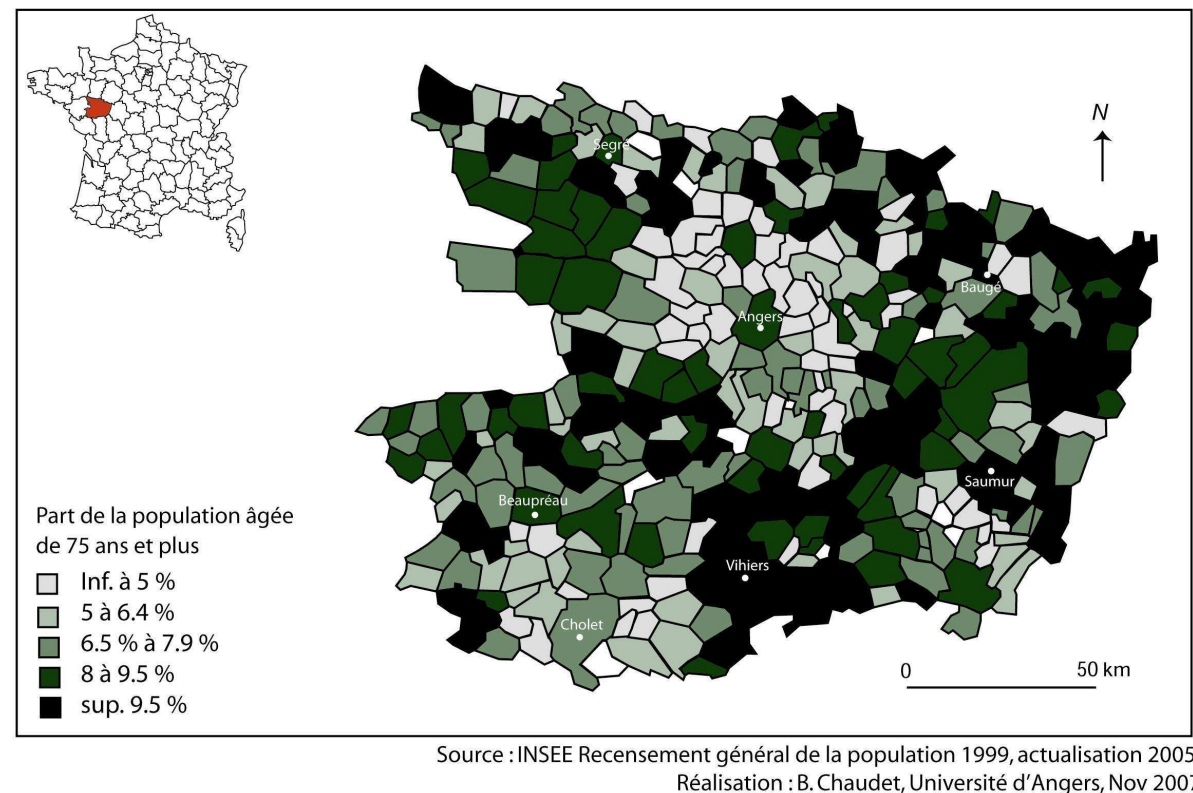 N
Segré
Baugé
Angers
Saumur
Beaupréau
Vihiers
Cholet
Part de la population âgée
de 75 ans et plus
Inf. à 5 %
5 à 6.4 %
6.5 % à 7.9 %
8 à 9.5 %
sup. 9.5 %
0 50 km
Source : INSEE Recensement général de la population 1999, actualisation 2005
Réalisation : B. Chaudet, Université d'Angers, Nov 2007